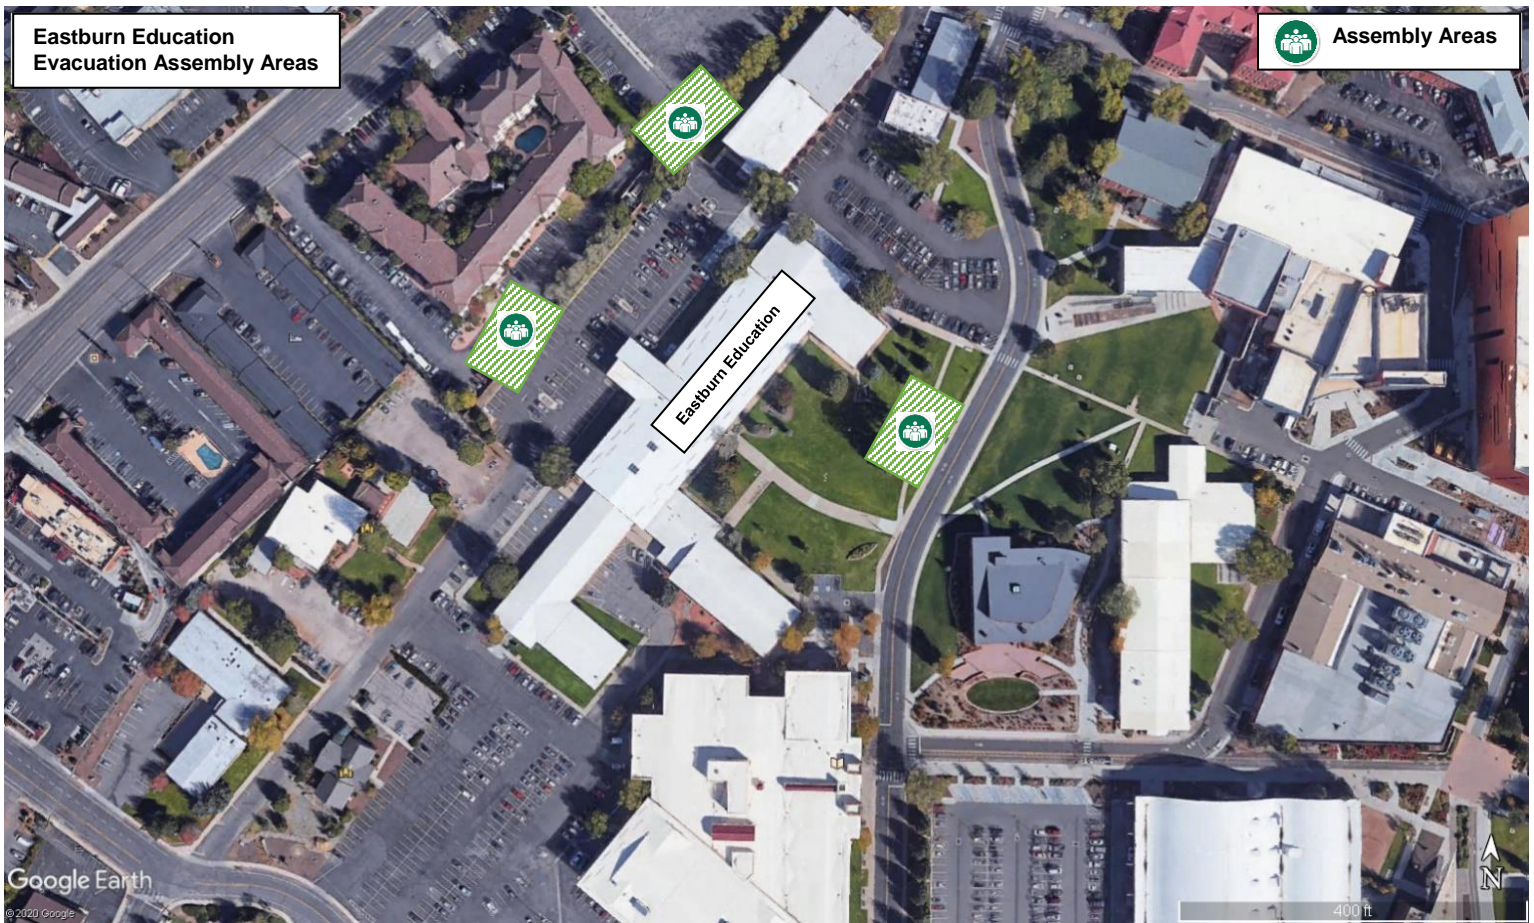 Eastburn Education
Evacuation Assembly Areas
Assembly Areas
Eastburn Education
Google Earth
©2020 Google
N
400 ft